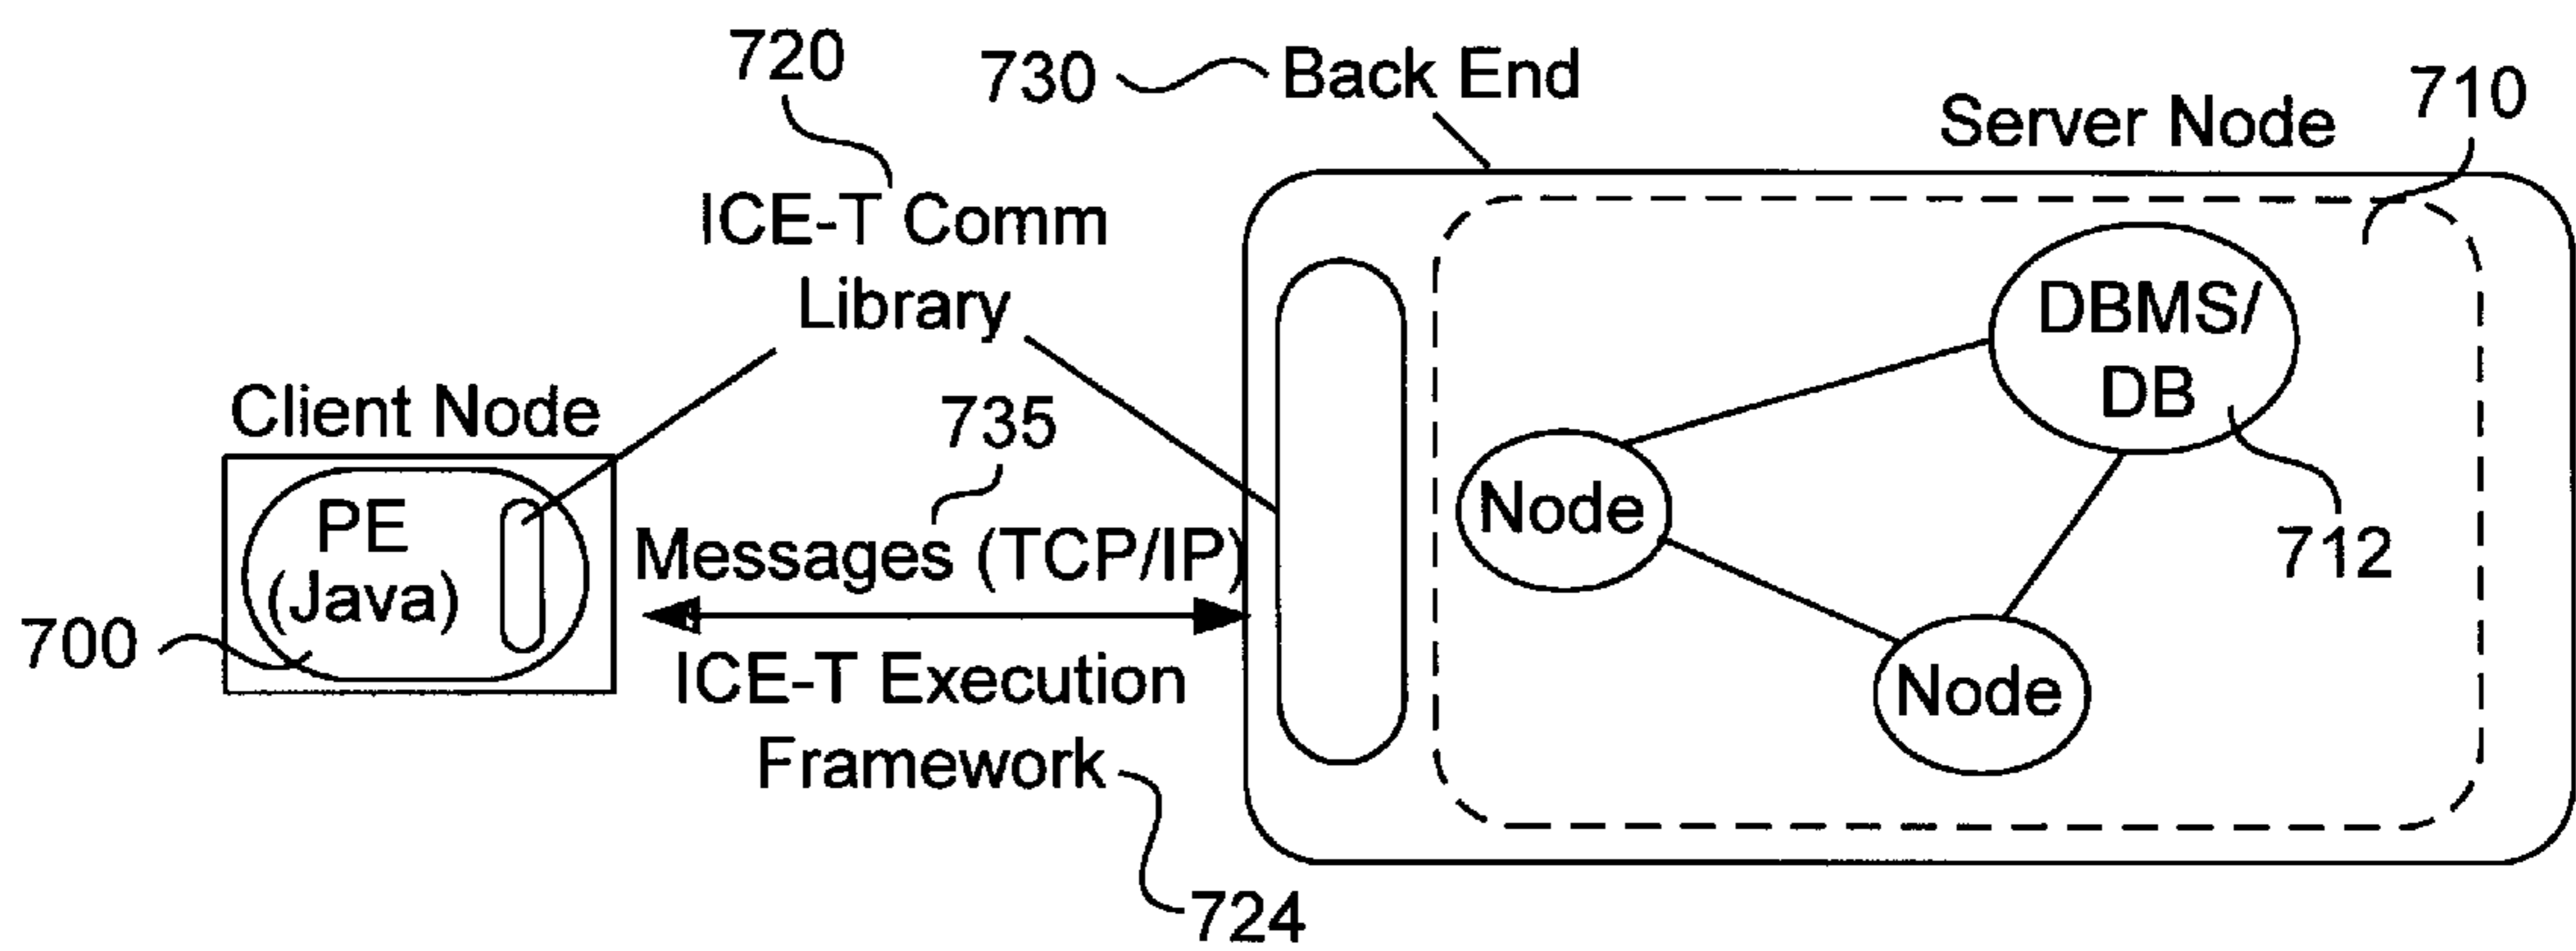 720
730
Back End
710
Server Node
ICE-T Comm
Library
DBMS/
DB
Client Node
735
PE
(Java)
Node
Messages (TCP/IP)
712
700
ICE-T Execution
Framework
Node
724